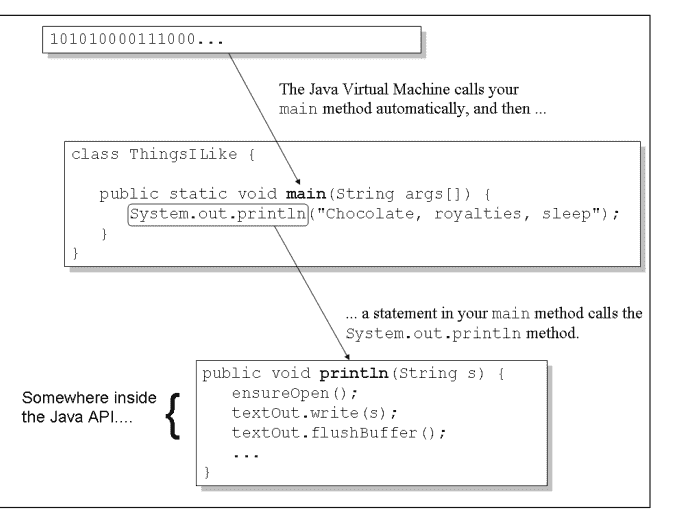 101010000111000...
The Java Virtual Machine calls your
main method automatically, and then ...
class ThingsILike {
public static void main(String args[]) {
System.out.println("Chocolate, royalties, sleep");
}
}
... a statement in your main method calls the
System.out.println method.
Somewhere inside
the Java API....
{
public void println(String s) {
ensureOpen();
textOut.write(s);
textOut.flushBuffer();
...
}